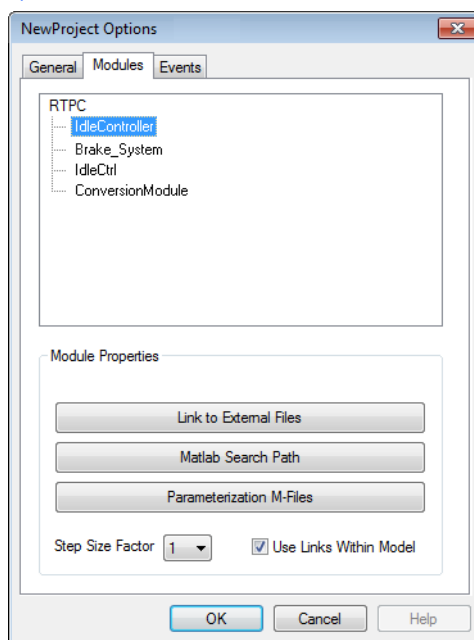 NewProject Options
General Modules Events
RTPC
IdleController
Brake_System
IdleCtrl
ConversionModule
Module Properties
Link to External Files
Matlab Search Path
Parameterization M-Files
Step Size Factor 1 Use Links Within Model
OK Cancel Help